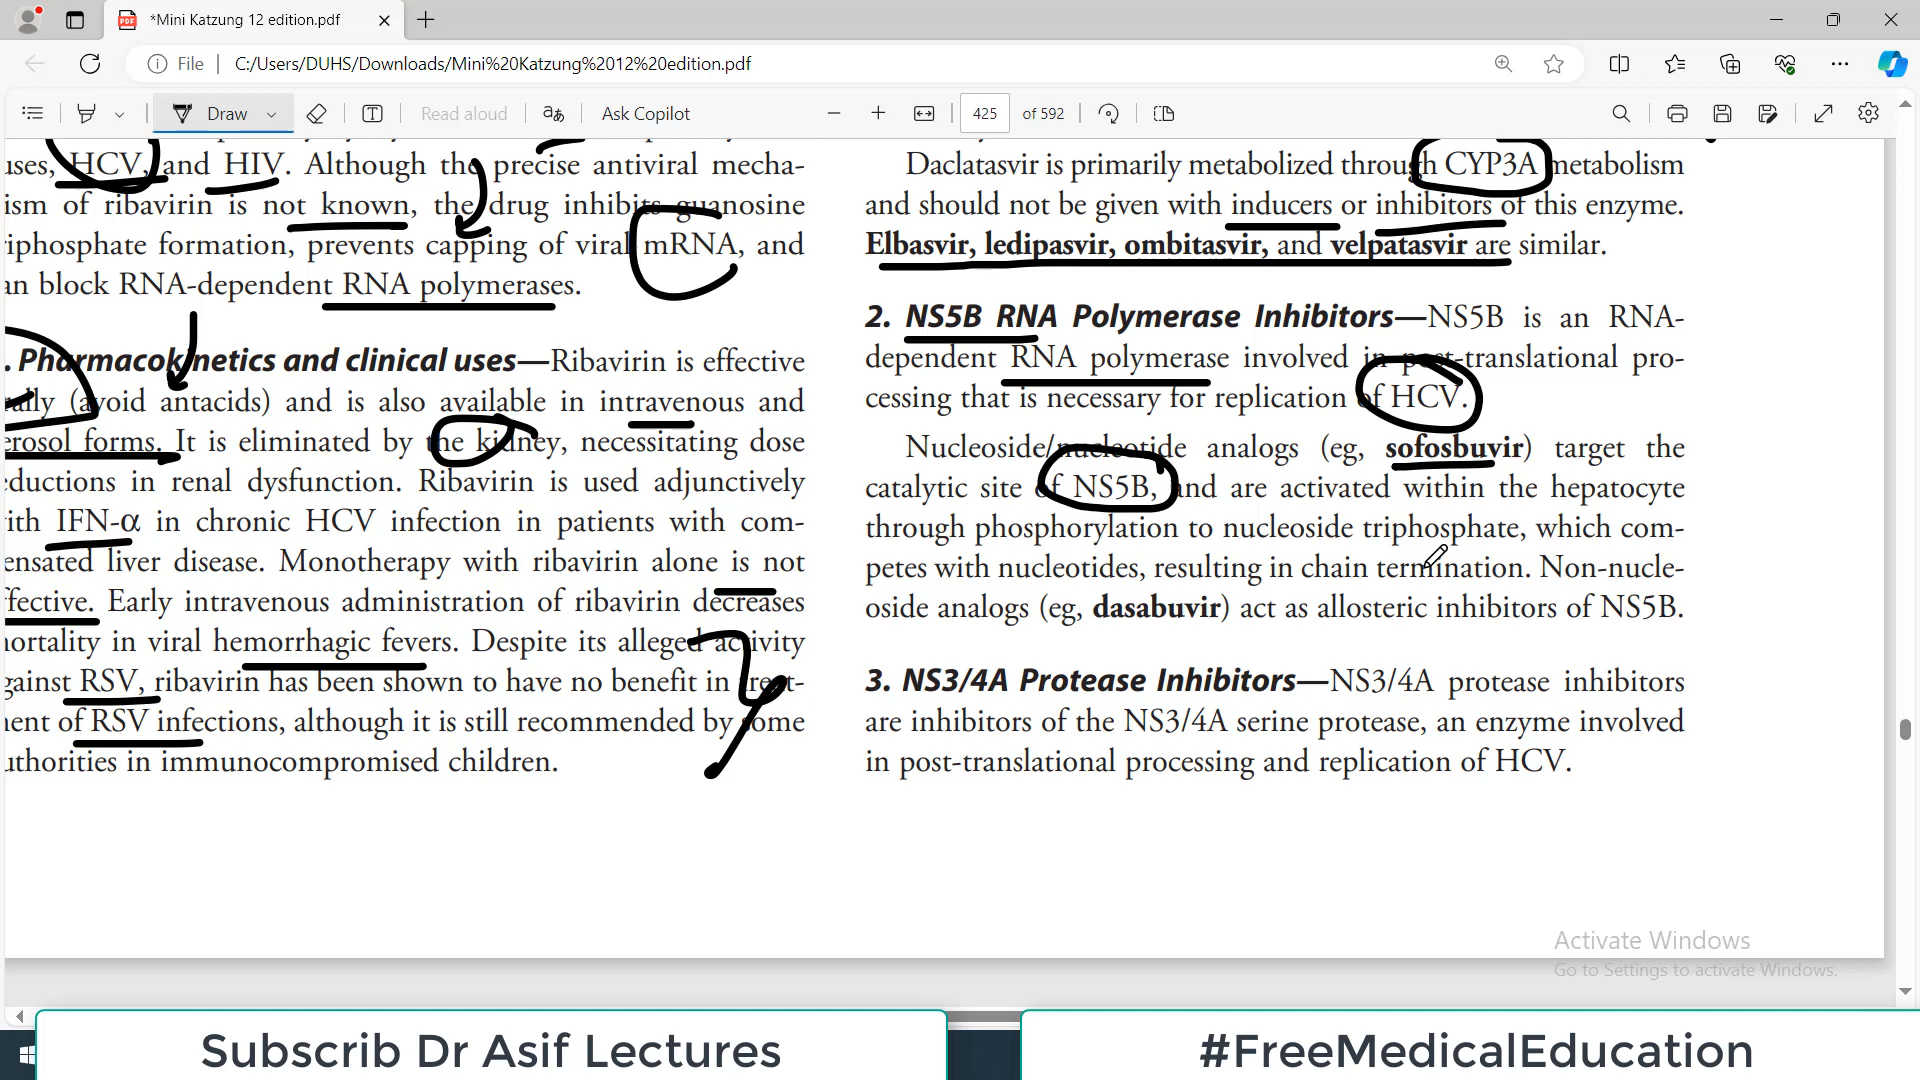 *Mini Katzung 12 edition.pdf
File
C:/Users/DUHS/Downloads/Mini%20Katzung%2012%20edition.pdf
Draw
Read aloud
aあ
Ask Copilot
425 of 592
uses, HCV, and HIV. Although the precise antiviral mecha-
ism of ribavirin is not known, the drug inhibits guanosine
riphosphate formation, prevents capping of viral mRNA, and
an block RNA-dependent RNA polymerases.
. Pharmacokinetics and clinical uses—Ribavirin is effective
rally (avoid antacids) and is also available in intravenous and
erosol forms. It is eliminated by the kidney, necessitating dose
eductions in renal dysfunction. Ribavirin is used adjunctively
ith IFN-α in chronic HCV infection in patients with com-
ensated liver disease. Monotherapy with ribavirin alone is not
ffective. Early intravenous administration of ribavirin decreases
ortality in viral hemorrhagic fevers. Despite its alleged activity
gainst RSV, ribavirin has been shown to have no benefit in treat-
ent of RSV infections, although it is still recommended by some
uthorities in immunocompromised children.
Daclatasvir is primarily metabolized through CYP3A metabolism
and should not be given with inducers or inhibitors of this enzyme.
Elbasvir, ledipasvir, ombitasvir, and velpatasvir are similar.
2. NS5B RNA Polymerase Inhibitors—NS5B is an RNA-
dependent RNA polymerase involved in post-translational pro-
cessing that is necessary for replication of HCV.
Nucleoside/nucleotide analogs (eg, sofosbuvir) target the
catalytic site of NS5B, and are activated within the hepatocyte
through phosphorylation to nucleoside triphosphate, which com-
petes with nucleotides, resulting in chain termination. Non-nucle-
oside analogs (eg, dasabuvir) act as allosteric inhibitors of NS5B.
3. NS3/4A Protease Inhibitors—NS3/4A protease inhibitors
are inhibitors of the NS3/4A serine protease, an enzyme involved
in post-translational processing and replication of HCV.
Activate Windows
Go to Settings to activate Windows.
Subscrib Dr Asif Lectures
#FreeMedicalEducation